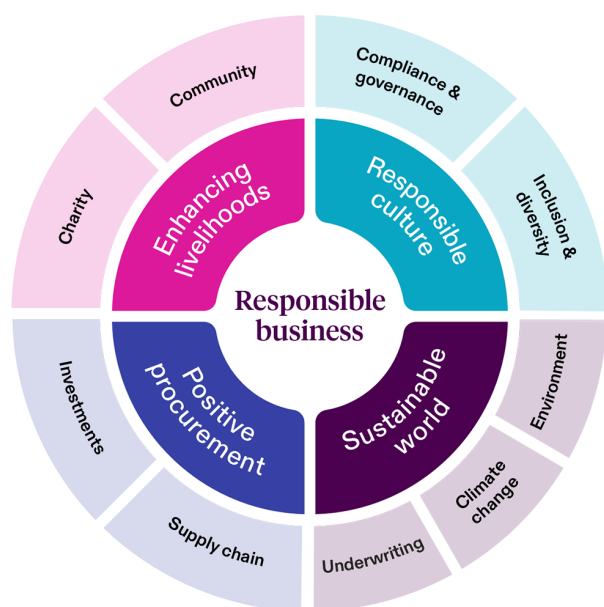 Community
Compliance &
governance
Charity
Enhancing
livelihoods
Responsible
culture
Inclusion &
diversity
Responsible
business
Investments
Positive
procurement
Sustainable
world
Environment
Climate
change
Supply chain
Underwriting